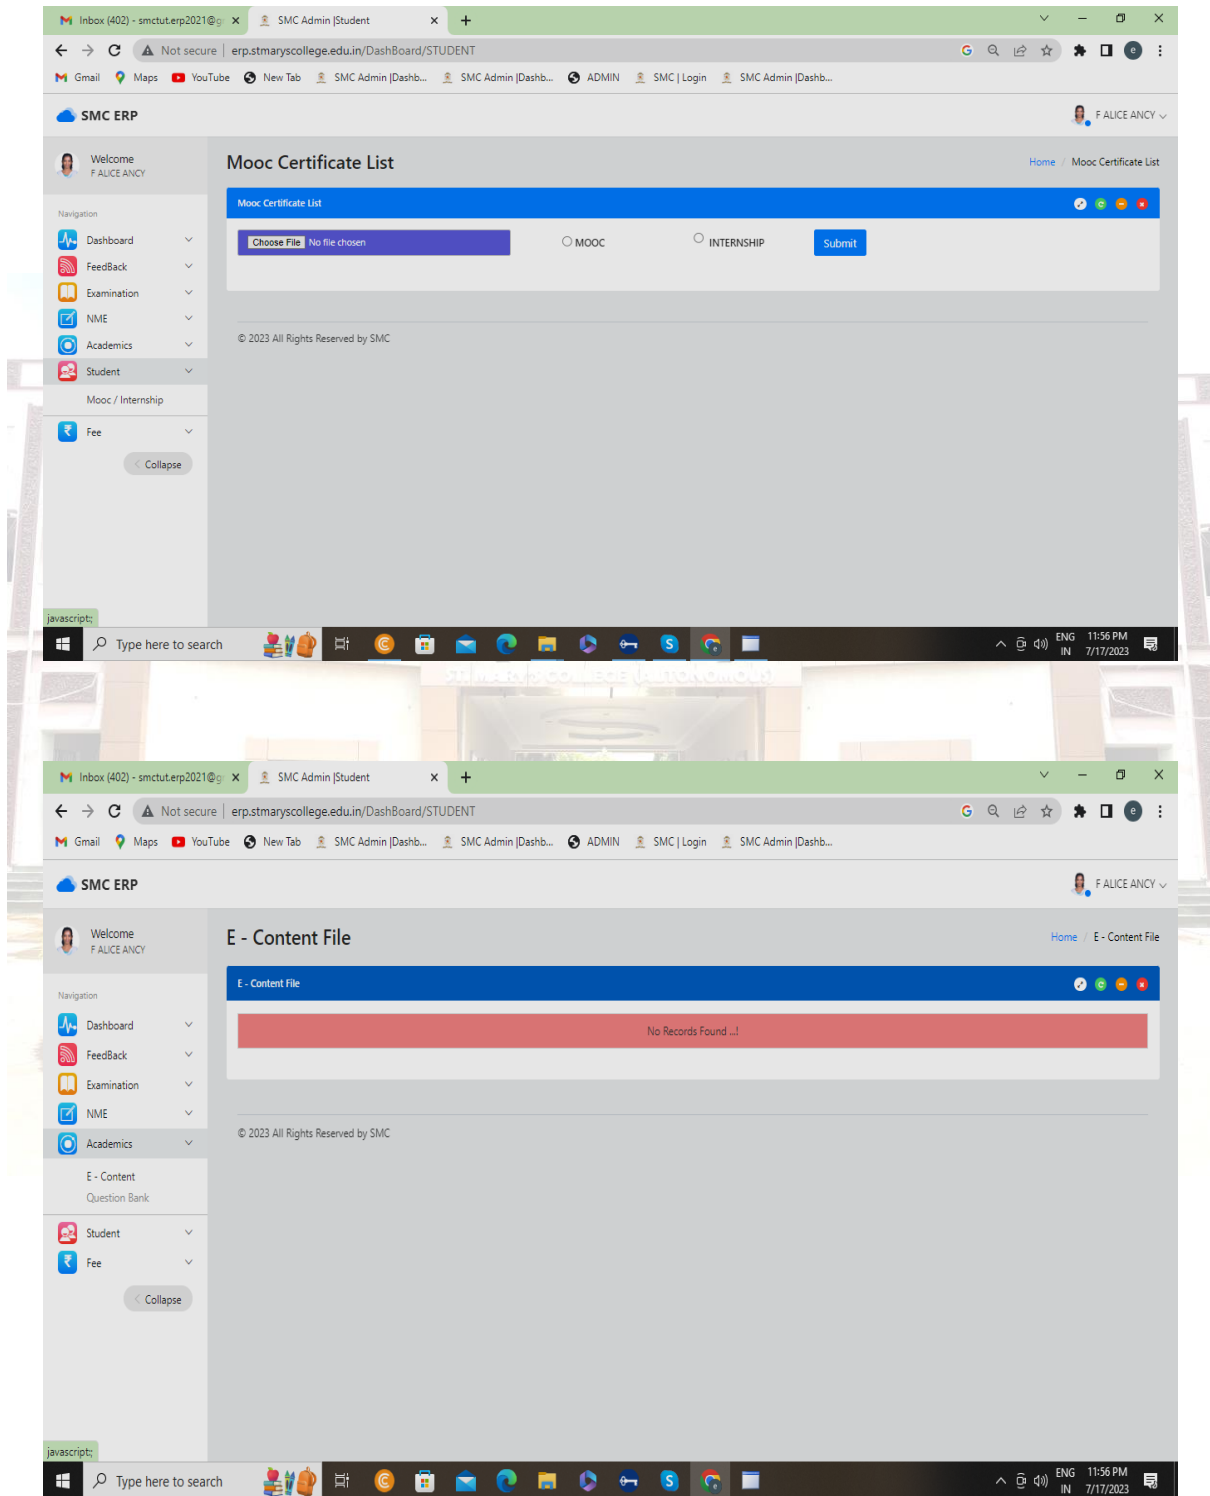 Inbox (402) - smctut.erp2021@g
SMC Admin |Student
Not secure | erp.stmaryscollege.edu.in/DashBoard/STUDENT
Gmail Maps YouTube New Tab SMC Admin |Dashb... SMC Admin |Dashb... ADMIN SMC | Login SMC Admin |Dashb...
SMC ERP
F ALICE ANCY
Welcome
F ALICE ANCY
Mooc Certificate List
Home / Mooc Certificate List
Navigation
Mooc Certificate List
Dashboard
Choose File No file chosen
MOOC
INTERNSHIP
Submit
FeedBack
Examination
NME
Academics
© 2023 All Rights Reserved by SMC
Student
Mooc / Internship
Fee
Collapse
javascript:;
Type here to search
ENG 11:56 PM
IN 7/17/2023
ST. MARY'S COLLEGE (AUTONOMOUS)
Inbox (402) - smctut.erp2021@g
SMC Admin |Student
Not secure | erp.stmaryscollege.edu.in/DashBoard/STUDENT
Gmail Maps YouTube New Tab SMC Admin |Dashb... SMC Admin |Dashb... ADMIN SMC | Login SMC Admin |Dashb...
SMC ERP
F ALICE ANCY
Welcome
F ALICE ANCY
E - Content File
Home / E - Content File
Navigation
E - Content File
Dashboard
No Records Found ...!
FeedBack
Examination
NME
Academics
© 2023 All Rights Reserved by SMC
E - Content
Question Bank
Student
Fee
Collapse
javascript:;
Type here to search
ENG 11:56 PM
IN 7/17/2023